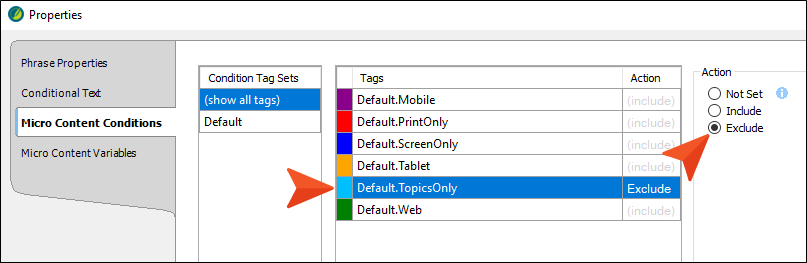 Properties
Phrase Properties
Conditional Text
Micro Content Conditions
Micro Content Variables
Condition Tag Sets
(show all tags)
Default
Tags Action
Default.Mobile (include)
Default.PrintOnly (include)
Default.ScreenOnly (include)
Default.Tablet (include)
Default.TopicsOnly Exclude
Default.Web (include)
Action
Not Set
Include
Exclude